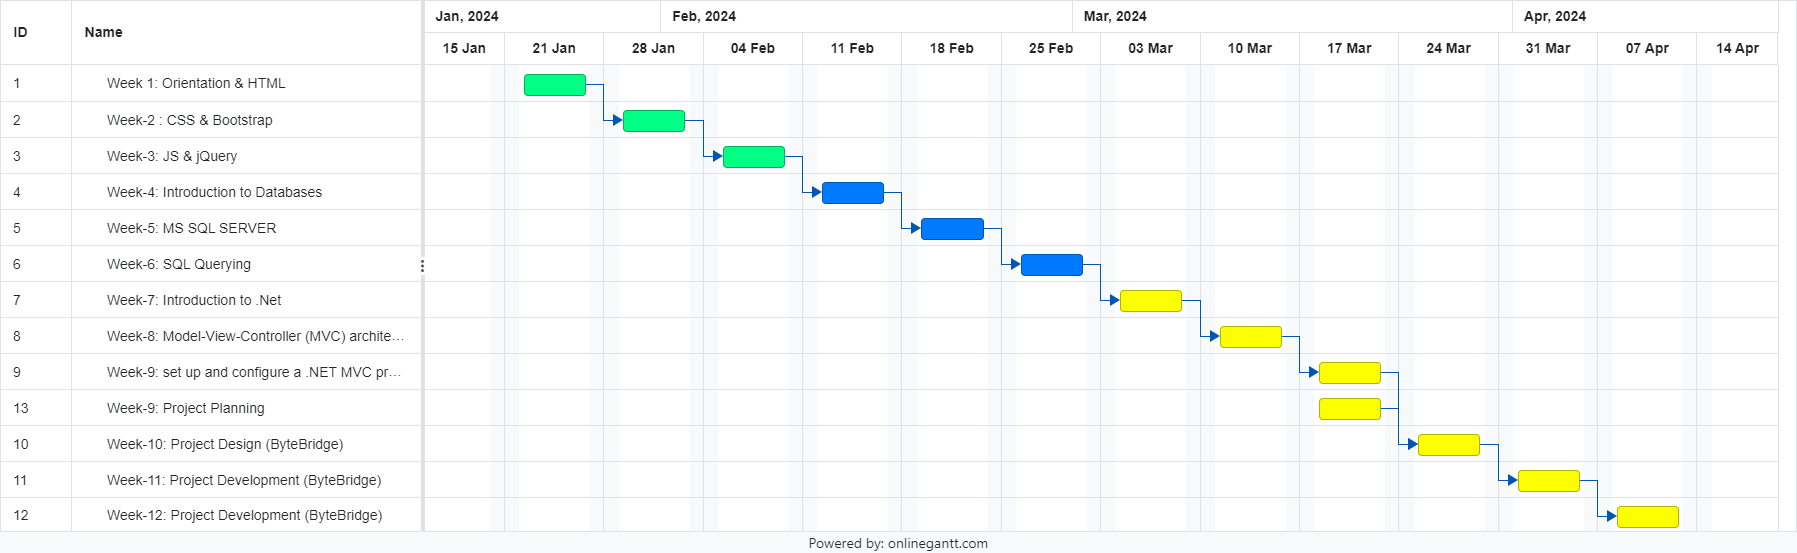 Jan, 2024 Feb, 2024 Mar, 2024 Apr, 2024
ID Name
15 Jan 21 Jan 28 Jan 04 Feb 11 Feb 18 Feb 25 Feb 03 Mar 10 Mar 17 Mar 24 Mar 31 Mar 07 Apr 14 Apr
1 Week 1: Orientation & HTML
2 Week-2 : CSS & Bootstrap
3 Week-3: JS & jQuery
4 Week-4: Introduction to Databases
5 Week-5: MS SQL SERVER
6 Week-6: SQL Querying
7 Week-7: Introduction to .Net
8 Week-8: Model-View-Controller (MVC) archite...
9 Week-9: set up and configure a .NET MVC pr...
13 Week-9: Project Planning
10 Week-10: Project Design (ByteBridge)
11 Week-11: Project Development (ByteBridge)
12 Week-12: Project Development (ByteBridge)
Powered by: onlinegantt.com